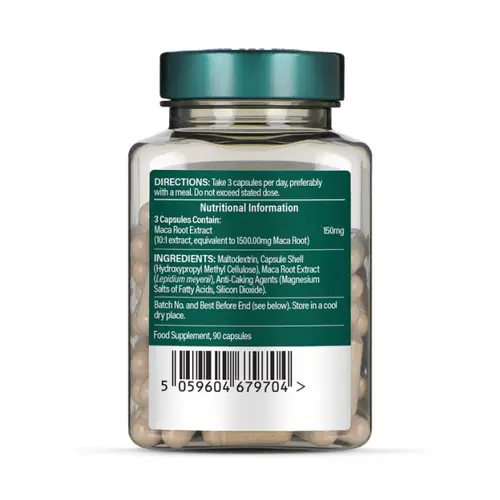 DIRECTIONS: Take 3 capsules per day, preferably
with a meal. Do not exceed stated dose.
Nutritional Information
3 Capsules Contain:
Maca Root Extract 150mg
(10:1 extract, equivalent to 1500.00mg Maca Root)
INGREDIENTS: Maltodextrin, Capsule Shell
(Hydroxypropyl Methyl Cellulose), Maca Root Extract
(Lepidium meyenii), Anti-Caking Agents (Magnesium
Salts of Fatty Acids, Silicon Dioxide).
Batch No. and Best Before End (see below). Store in a cool
dry place.
Food Supplement, 90 capsules
5 059604 679704 >